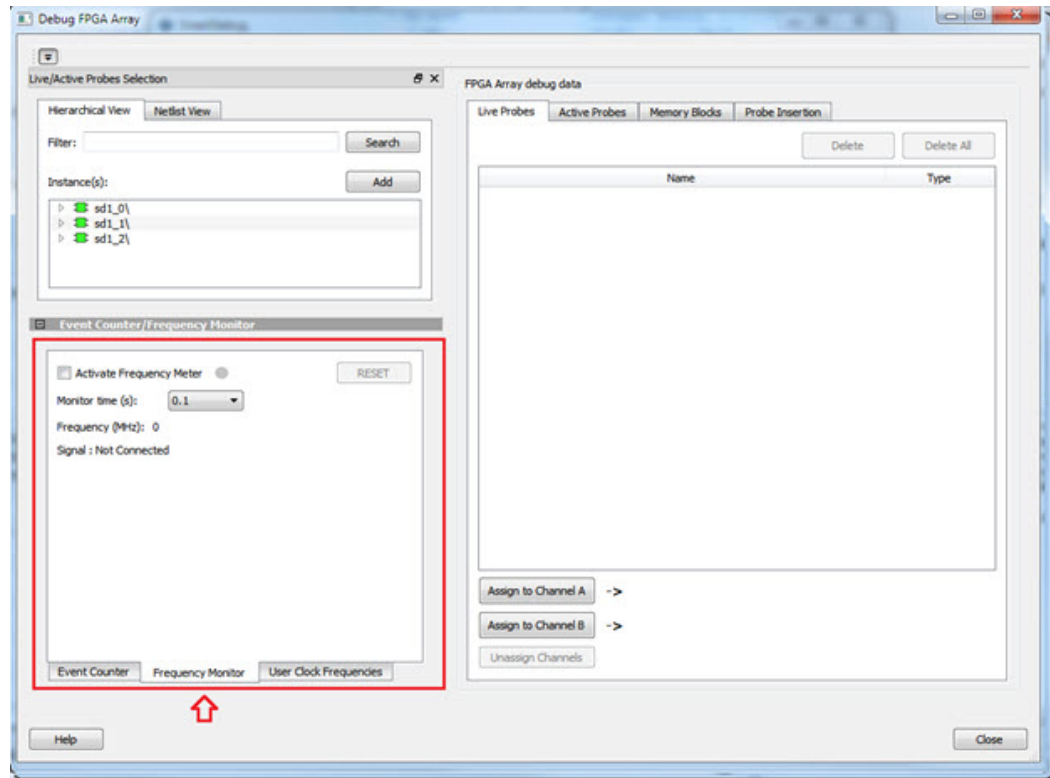 Debug FPGA Array
Live/Active Probes Selection
Hierarchical View
Netlist View
Filter:
Search
Instance(s):
Add
sd1_0\
sd1_1\
sd1_2\
Event Counter/Frequency Monitor
Activate Frequency Meter
RESET
Monitor time (s):
0.1
Frequency (MHz): 0
Signal : Not Connected
Event Counter
Frequency Monitor
User Clock Frequencies
FPGA Array debug data
Live Probes
Active Probes
Memory Blocks
Probe Insertion
Delete
Delete All
Name
Type
Assign to Channel A
->
Assign to Channel B
->
Unassign Channels
Help
Close